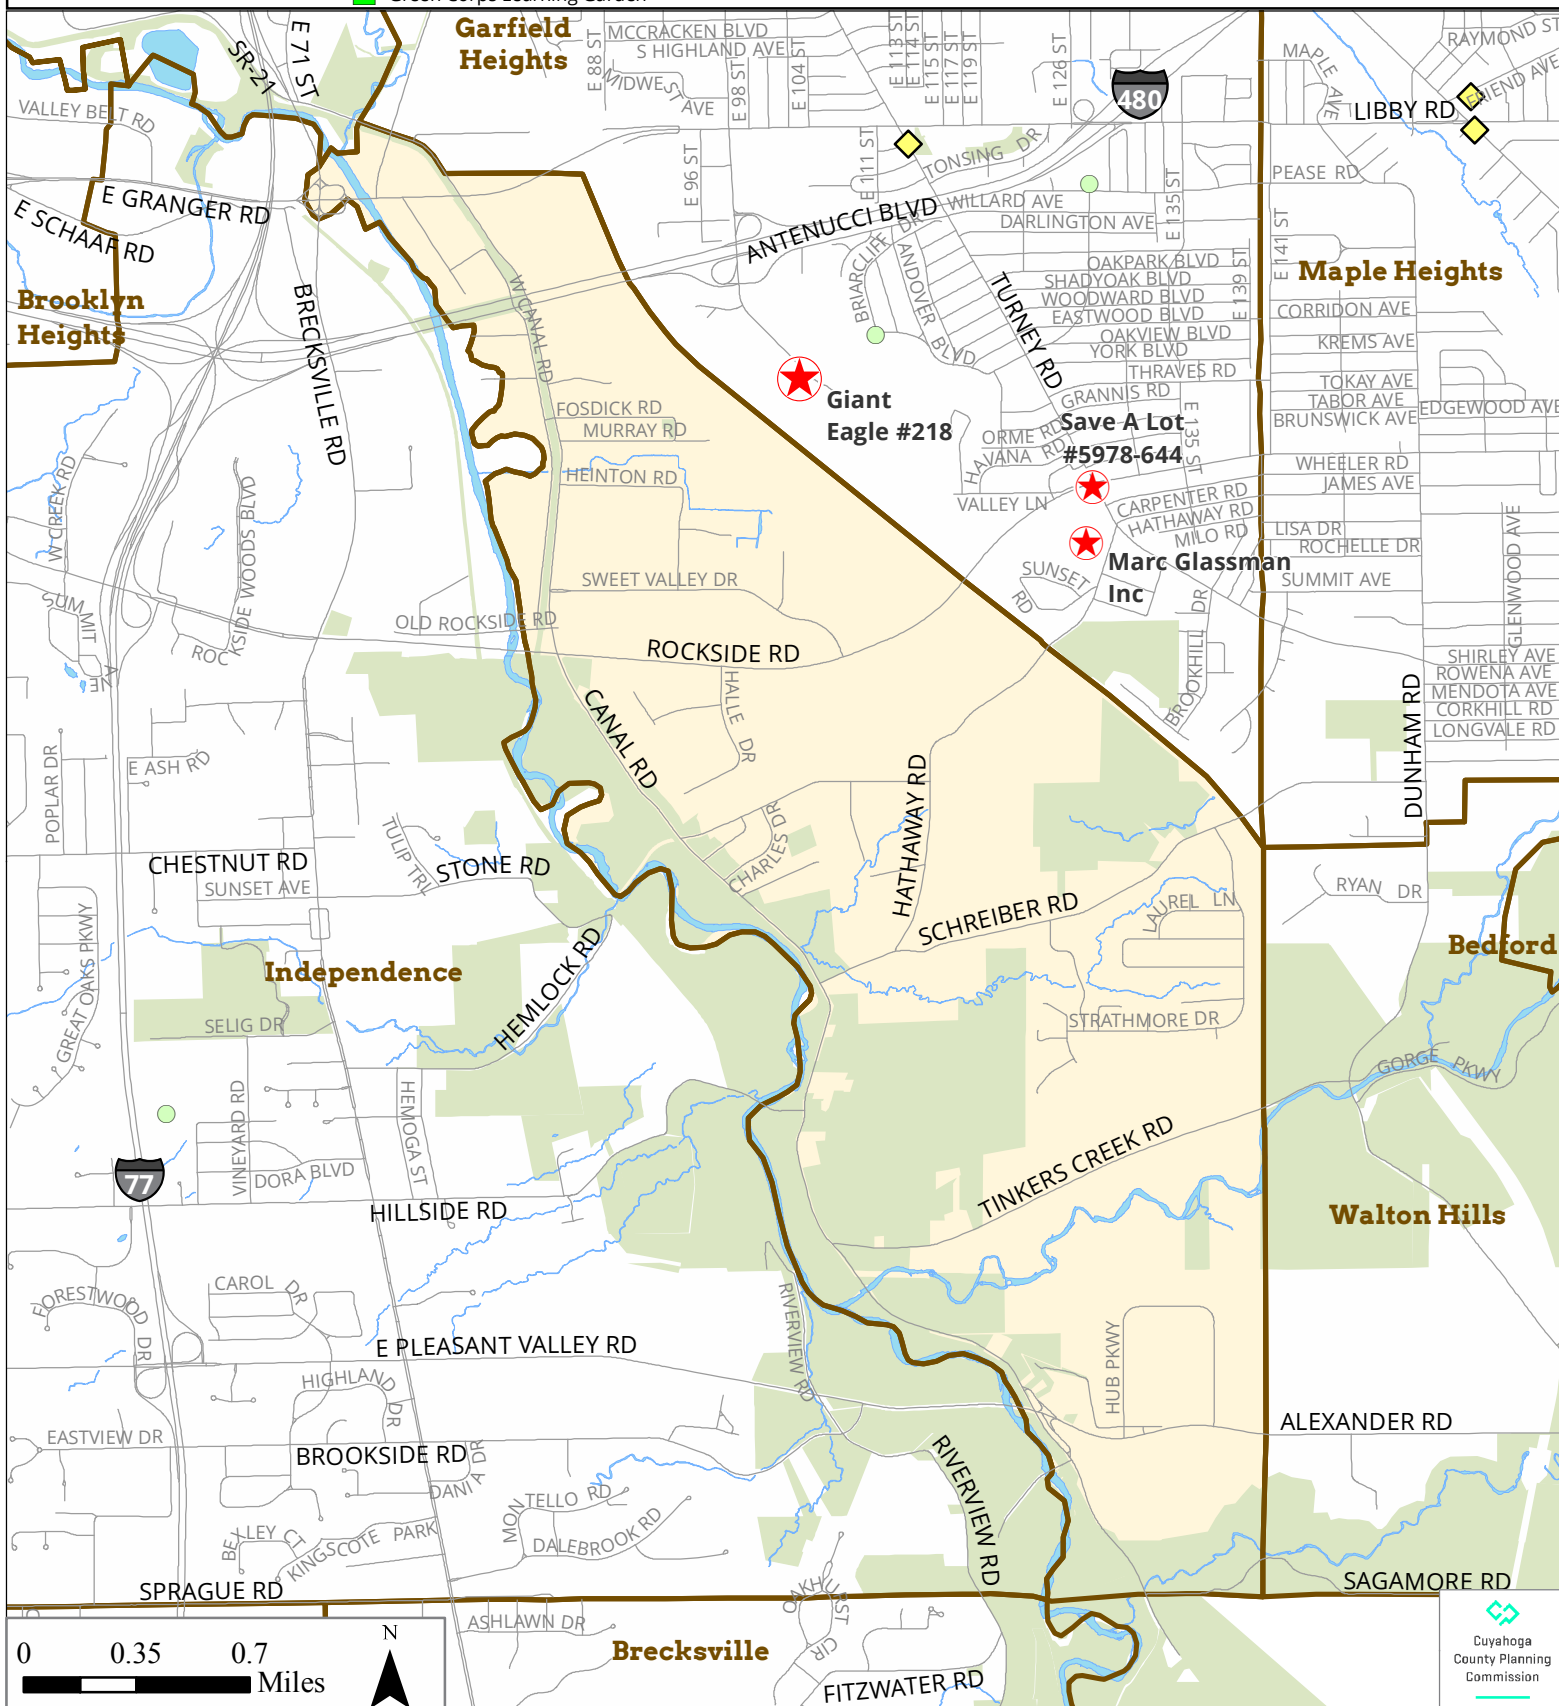 Green Corps Learning Garden
Garfield
Heights
MCCRACKEN BLVD
S HIGHLAND AVE
E 88 ST
MIDWEST AVE
E 98 ST
E 104 ST
E 113 ST
E 114 ST
E 115 ST
E 117 ST
E 119 ST
E 126 ST
480
MAPLE AVE
RAYMOND ST
FRIEND AVE
LIBBY RD
SR-21
E 71 ST
VALLEY BELT RD
E GRANGER RD
E SCHAAF RD
E 96 ST
E 111 ST
TONSING DR
ANTENUCCI BLVD
WILLARD AVE
DARLINGTON AVE
E 135 ST
PEASE RD
E 141 ST
E 139 ST
Brooklyn
Heights
BRECKSVILLE RD
W CANAL RD
BRIARCLIFF DR
ANDOVER BLVD
TURNEY RD
OAKPARK BLVD
SHADYOAK BLVD
WOODWARD BLVD
EASTWOOD BLVD
OAKVIEW BLVD
YORK BLVD
THRAVES RD
GRANNIS RD
Maple Heights
CORRIDON AVE
KREMS AVE
TOKAY AVE
TABOR AVE
BRUNSWICK AVE
EDGEWOOD AVE
Giant
Eagle #218
Save A Lot
#5978-644
E 135 ST
ORME RD
HAVANA RD
VALLEY LN
FOSDICK RD
MURRAY RD
HEINTON RD
WHEELER RD
JAMES AVE
CARPENTER RD
HATHAWAY RD
MILO RD
LISA DR
ROCHELLE DR
Marc Glassman
Inc
SUNSET RD
SUMMIT AVE
GLENWOOD AVE
W CREEK RD
SKIDE WOODS BLVD
ROC
SUMMIT AVE
SWEET VALLEY DR
OLD ROCKSIDE RD
ROCKSIDE RD
BROOKHILL DR
SHIRLEY AVE
ROWENA AVE
MENDOTA AVE
CORKHILL RD
LONGVALE RD
DUNHAM RD
HALLE DR
CANAL RD
POPLAR DR
E ASH RD
HATHAWAY RD
CHARLES DR
TULIP TRL
CHESTNUT RD
SUNSET AVE
STONE RD
SCHREIBER RD
LAUREL LN
RYAN DR
GREAT OAKS PKWY
Independence
HEMLOCK RD
Bedford
SELIG DR
STRATHMORE DR
GORGE PKWY
VINEYARD RD
HEMOGA ST
DORA BLVD
77
HILLSIDE RD
TINKERS CREEK RD
Walton Hills
CAROL DR
FORESTWOOD DR
E PLEASANT VALLEY RD
RIVERVIEW RD
HUB PKWY
HIGHLAND DR
EASTVIEW DR
BROOKSIDE RD
DANIA DR
ALEXANDER RD
RIVERVIEW RD
MONTELLO RD
DALEBROOK RD
BEXLEY CT
KINGSCOTE PARK
SPRAGUE RD
OAKHURST CIR
SAGAMORE RD
ASHLAWN DR
Brecksville
FITZWATER RD
0 0.35 0.7
Miles
N
Cuyahoga
County Planning
Commission